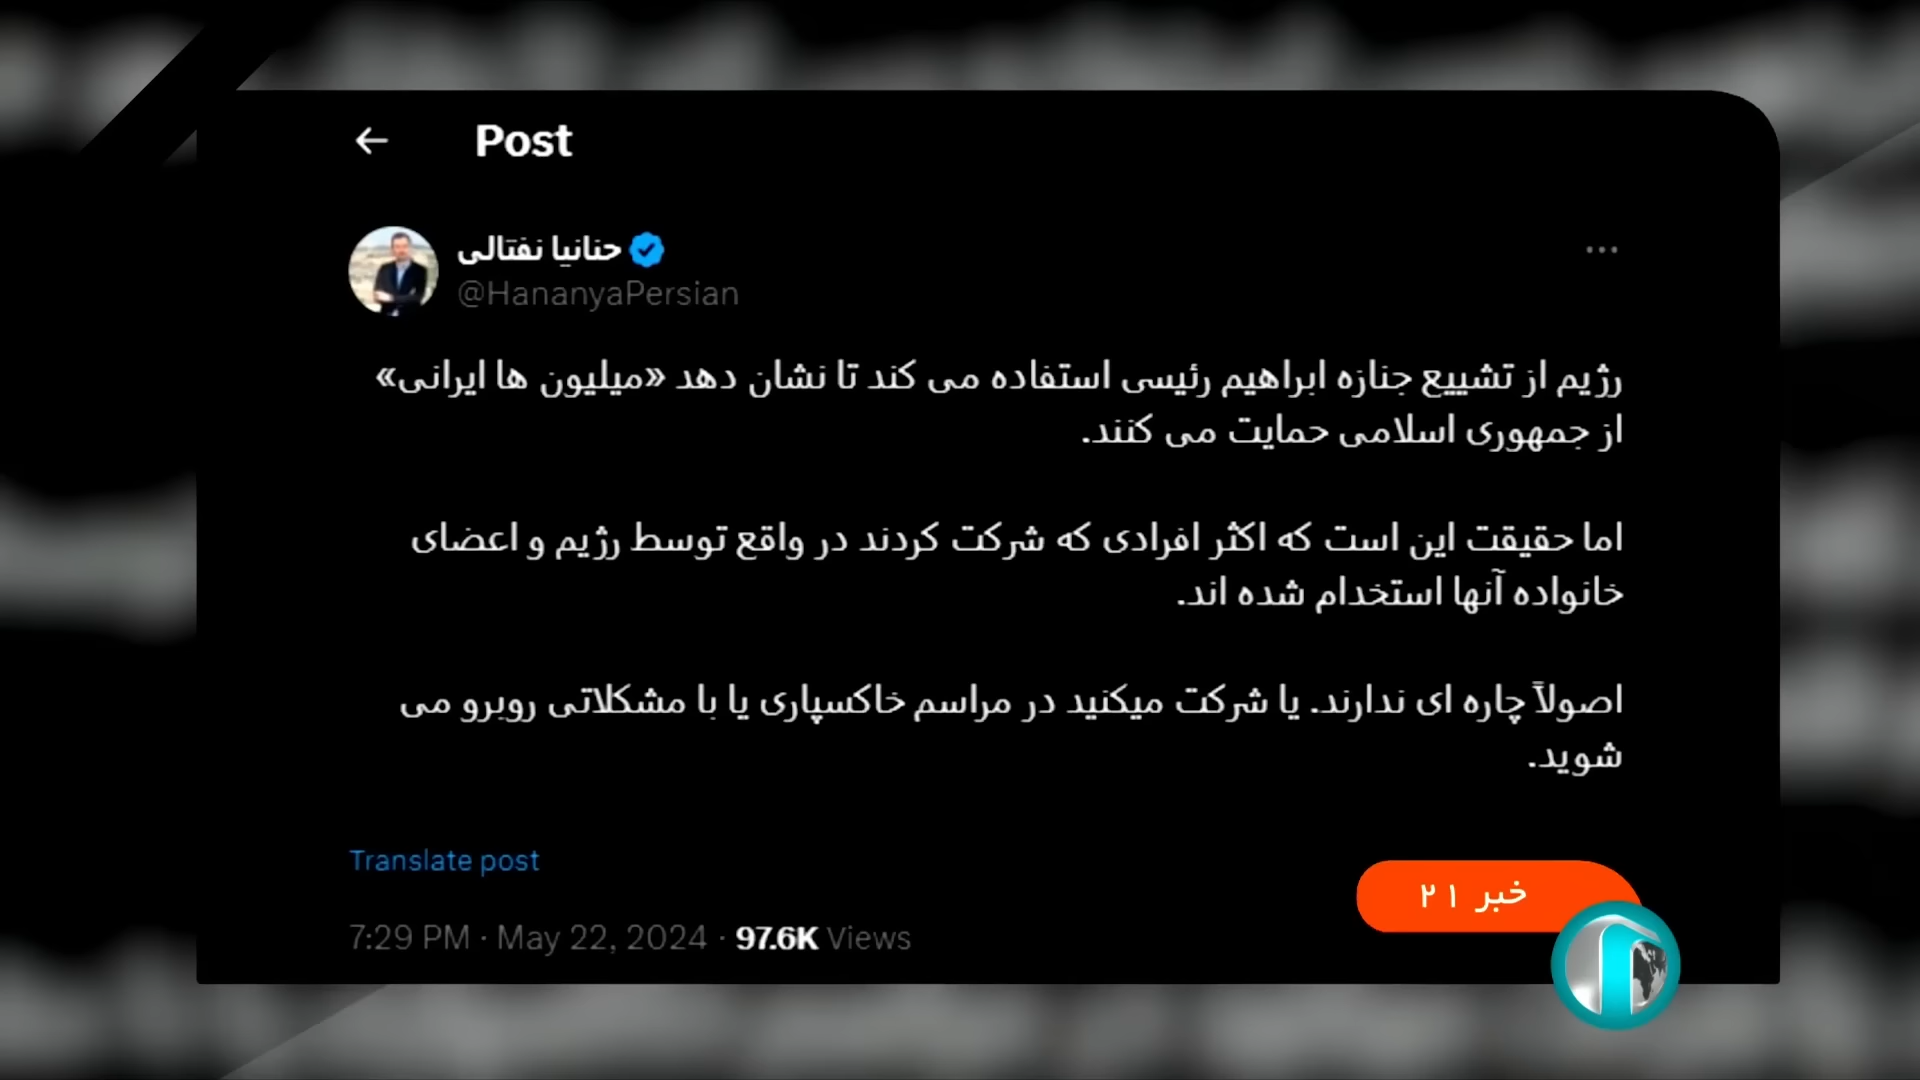 Post
حنانیا نفتالی
@HananyaPersian
رژیم از تشییع جنازه ابراهیم رئیسی استفاده می کند تا نشان دهد «میلیون ها ایرانی»
از جمهوری اسلامی حمایت می کنند.
اما حقیقت این است که اکثر افرادی که شرکت کردند در واقع توسط رژیم و اعضای
خانواده آنها استخدام شده اند.
اصولاً چاره ای ندارند. یا شرکت میکنید در مراسم خاکسپاری یا با مشکلاتی روبرو می
شوید.
Translate post
7:29 PM · May 22, 2024 · 97.6K Views
خبر ۲۱